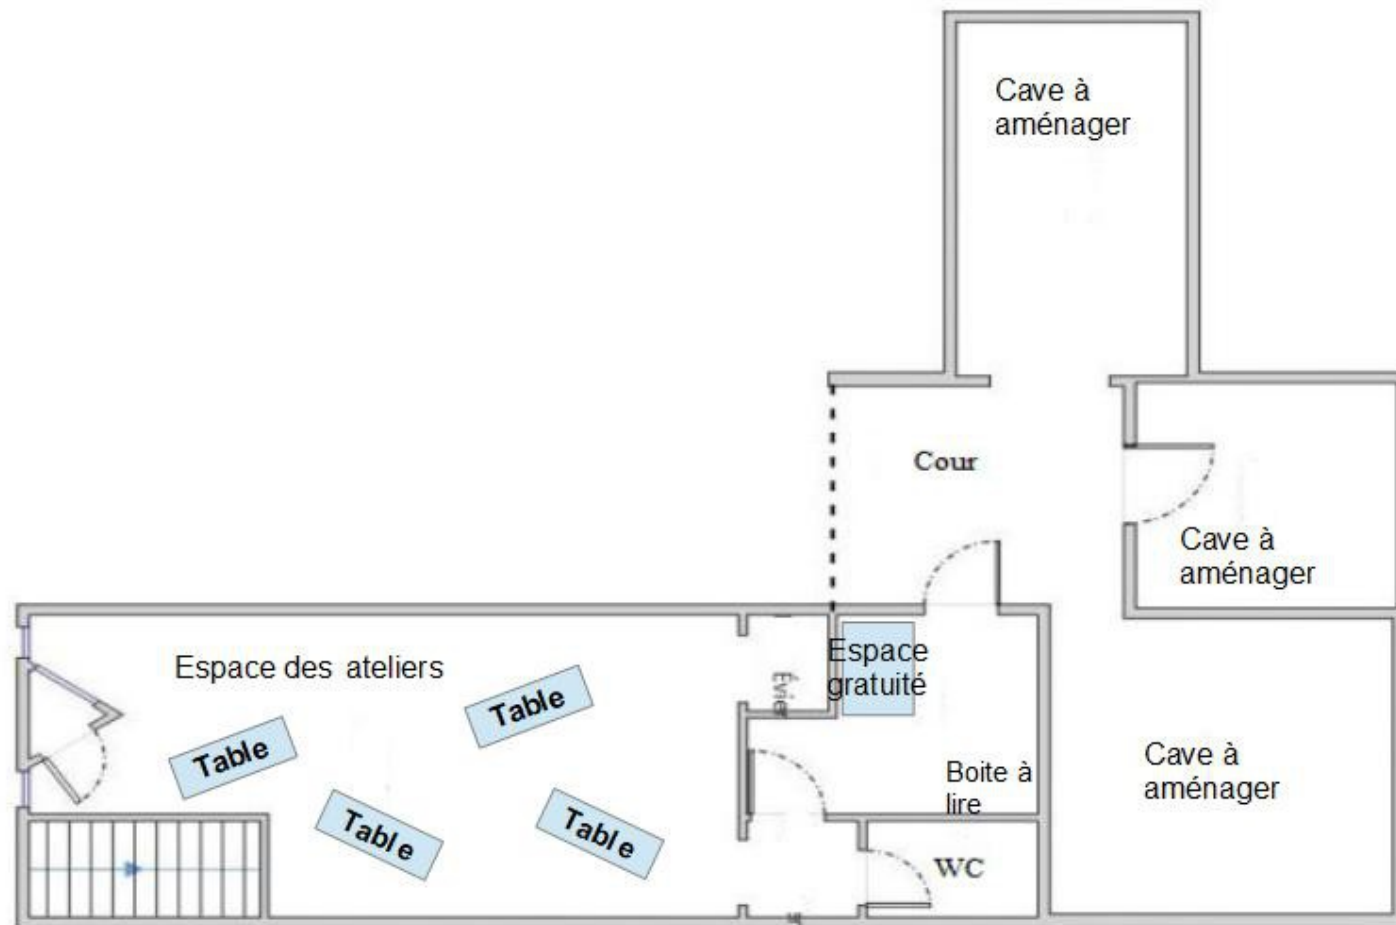 Cave à
aménager
Cour
Cave à
aménager
Espace des ateliers
Évier
Espace
gratuité
Table
Table
Table
Table
Boite à
lire
Cave à
aménager
WC